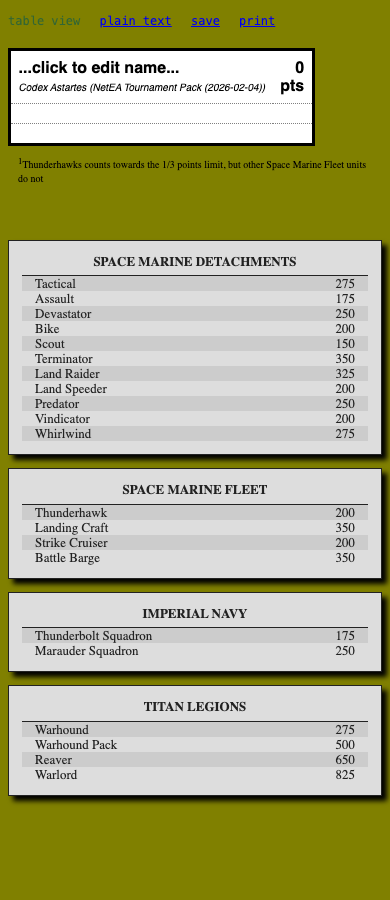 table view plain text save print
...click to edit name... 0
Codex Astartes (NetEA Tournament Pack (2026-02-04)) pts
1Thunderhawks counts towards the 1/3 points limit, but other Space Marine Fleet units
do not
SPACE MARINE DETACHMENTS
Tactical 275
Assault 175
Devastator 250
Bike 200
Scout 150
Terminator 350
Land Raider 325
Land Speeder 200
Predator 250
Vindicator 200
Whirlwind 275
SPACE MARINE FLEET
Thunderhawk 200
Landing Craft 350
Strike Cruiser 200
Battle Barge 350
IMPERIAL NAVY
Thunderbolt Squadron 175
Marauder Squadron 250
TITAN LEGIONS
Warhound 275
Warhound Pack 500
Reaver 650
Warlord 825